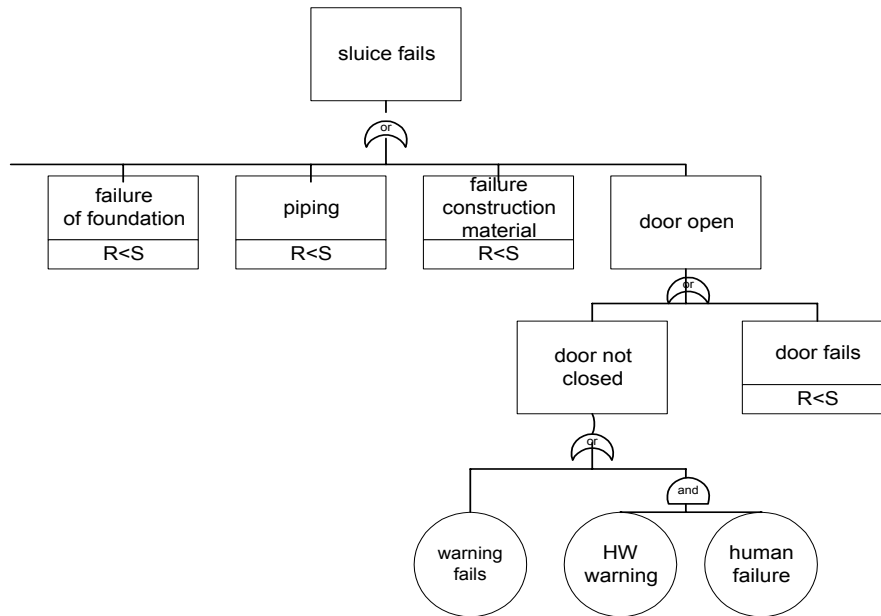 sluice fails
or
failure
of foundation
R<S
piping
R<S
failure
construction
material
R<S
door open
or
door not
closed
door fails
R<S
or
and
warning
fails
HW
warning
human
failure